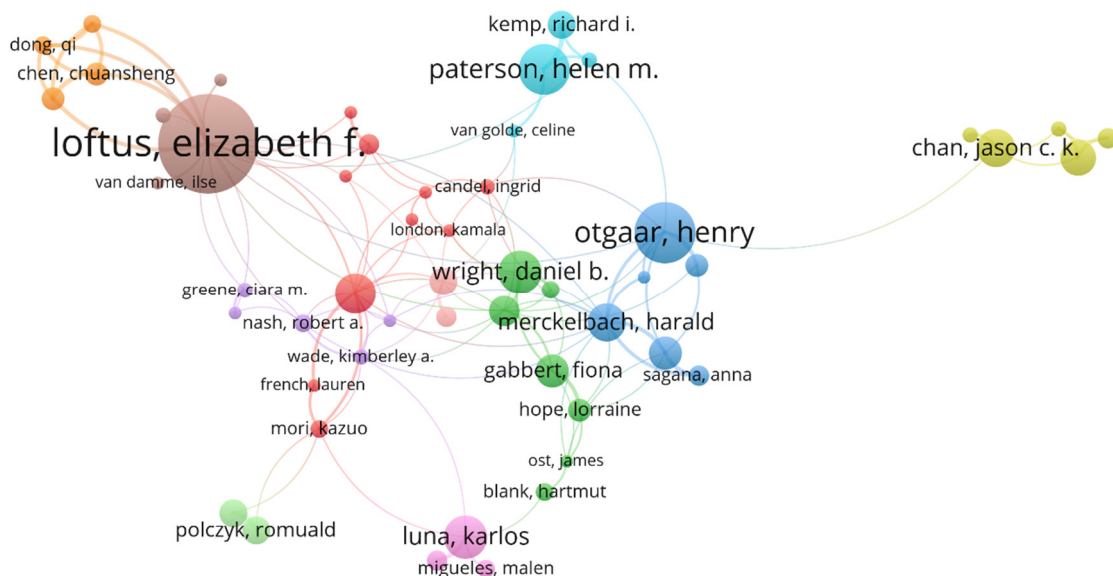 kemp, richard i.
dong, qi
paterson, helen m.
chen, chuansheng
van golde, celine
loftus, elizabeth f.
chan, jason c. k.
van damme, ilse
candel, ingrid
london, kamala
otgaar, henry
wright, daniel b.
greene, ciara m.
nash, robert a.
merckelbach, harald
wade, kimberley a.
gabbert, fiona
sagana, anna
french, lauren
hope, lorraine
mori, kazuo
ost, james
blank, hartmut
polczyk, romuald
luna, karlos
migueles, malen